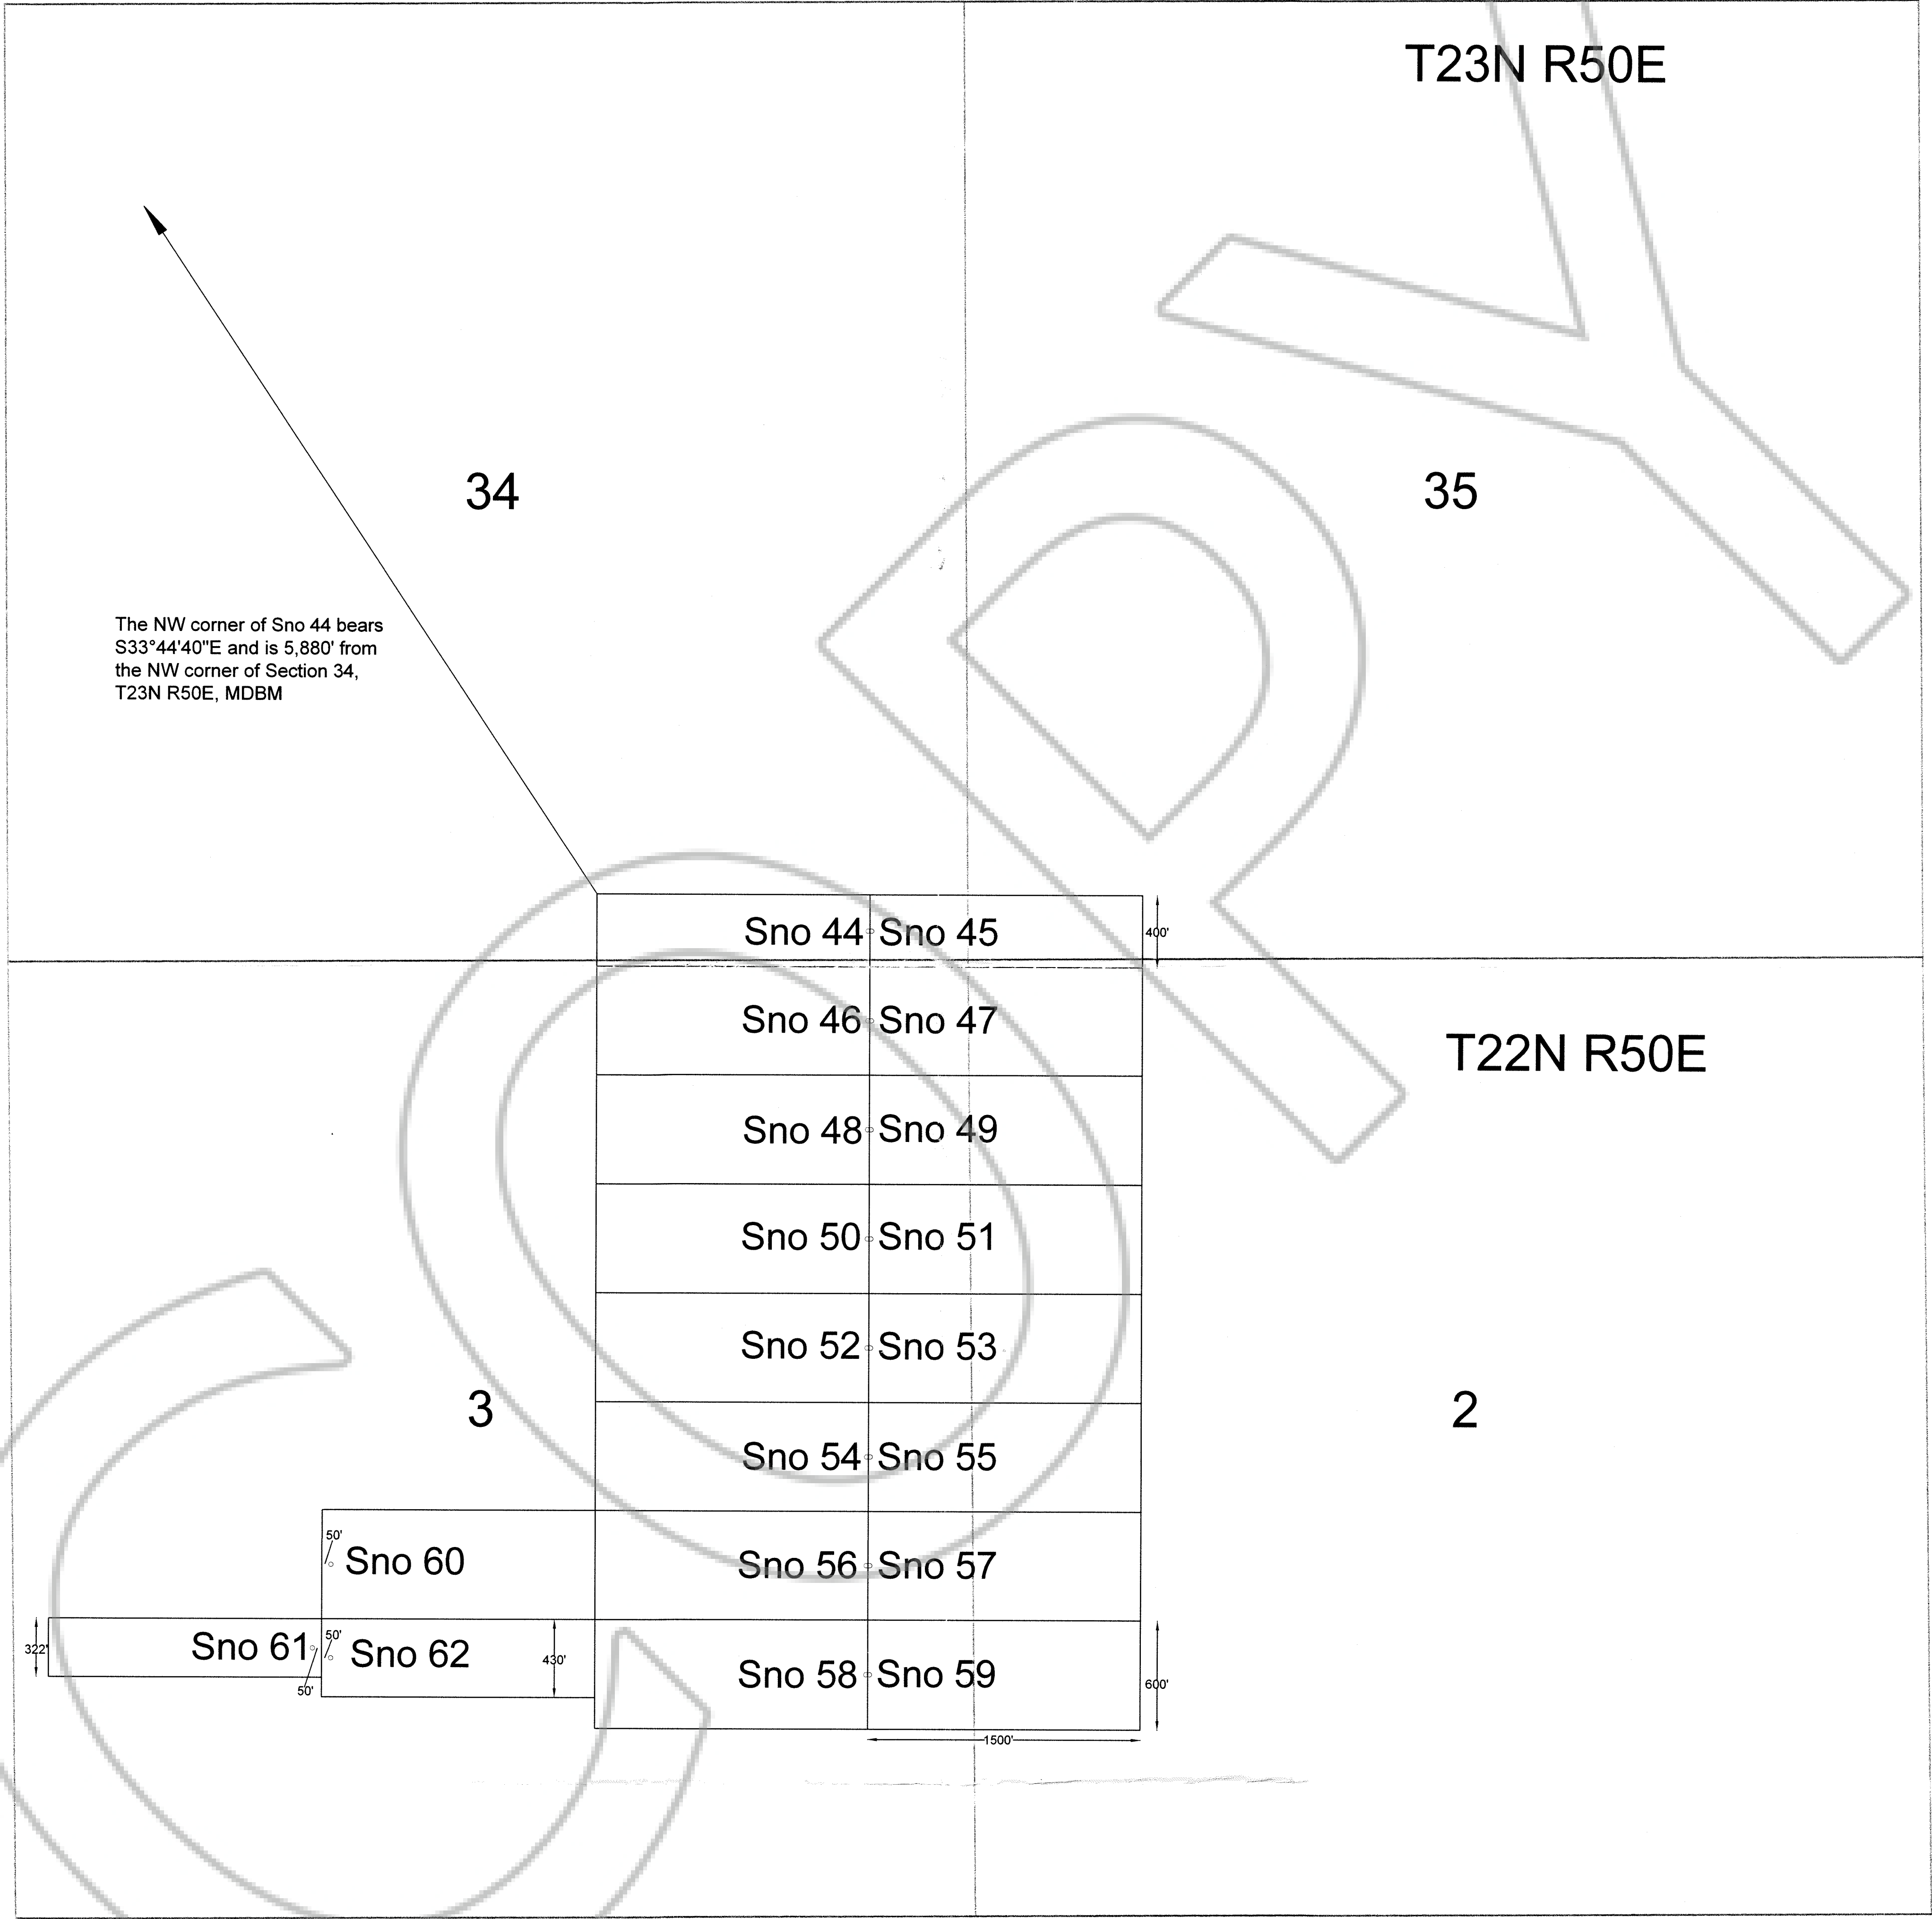 T23N R50E
34
35
The NW corner of Sno 44 bears
S33°44'40"E and is 5,880' from
the NW corner of Section 34,
T23N R50E, MDBM
Sno 44 Sno 45
400'
Sno 46 Sno 47
T22N R50E
Sno 48 Sno 49
Sno 50 Sno 51
Sno 52 Sno 53
3
2
Sno 54 Sno 55
50'
Sno 60
Sno 56 Sno 57
322'
Sno 61
50'
50'
Sno 62
430'
Sno 58 Sno 59
600'
1500'
COPY